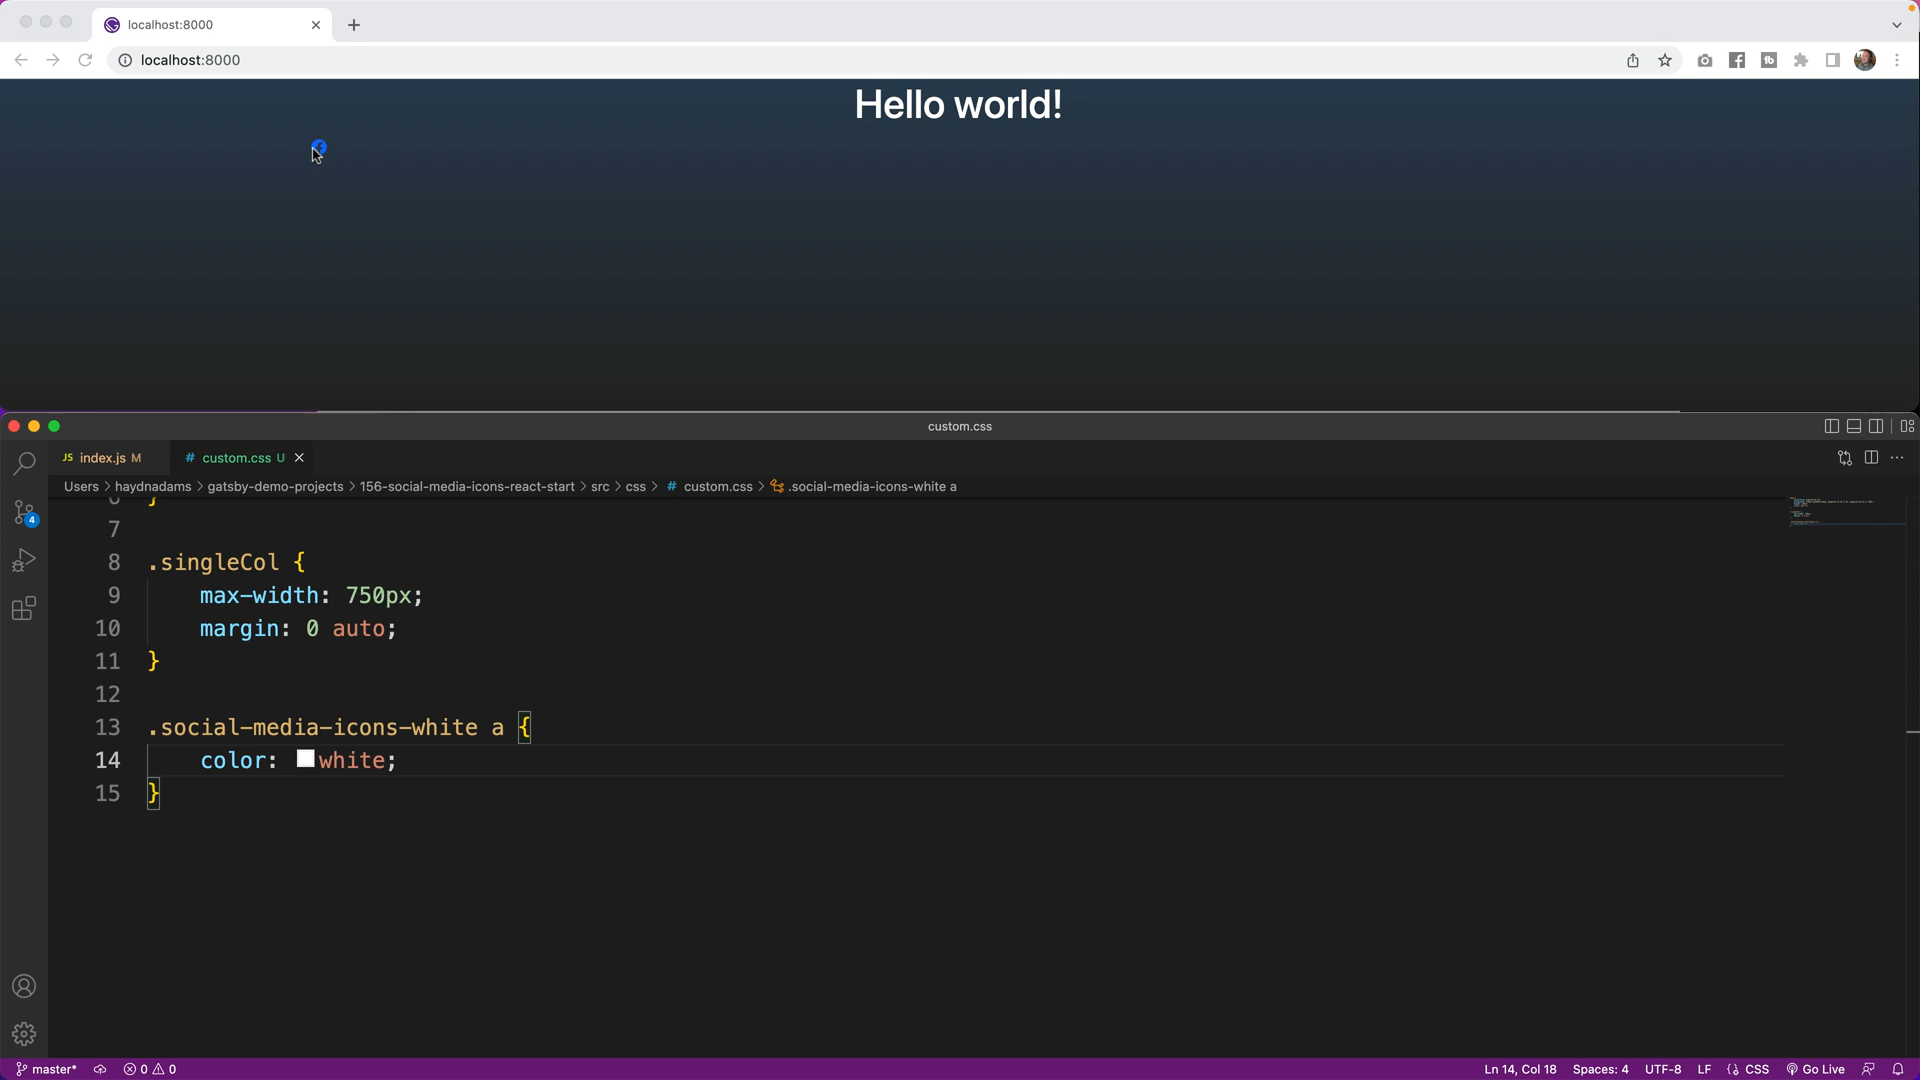 localhost:8000
localhost:8000
Hello world!
custom.css
JS index.js M
# custom.css U
Users > haydnadams > gatsby-demo-projects > 156-social-media-icons-react-start > src > css > # custom.css > .social-media-icons-white a
6 }
7
8 .singleCol {
9 max-width: 750px;
10 margin: 0 auto;
11 }
12
13 .social-media-icons-white a {
14 color: white;
15 }
4
master* 0 0 Ln 14, Col 18 Spaces: 4 UTF-8 LF CSS Go Live